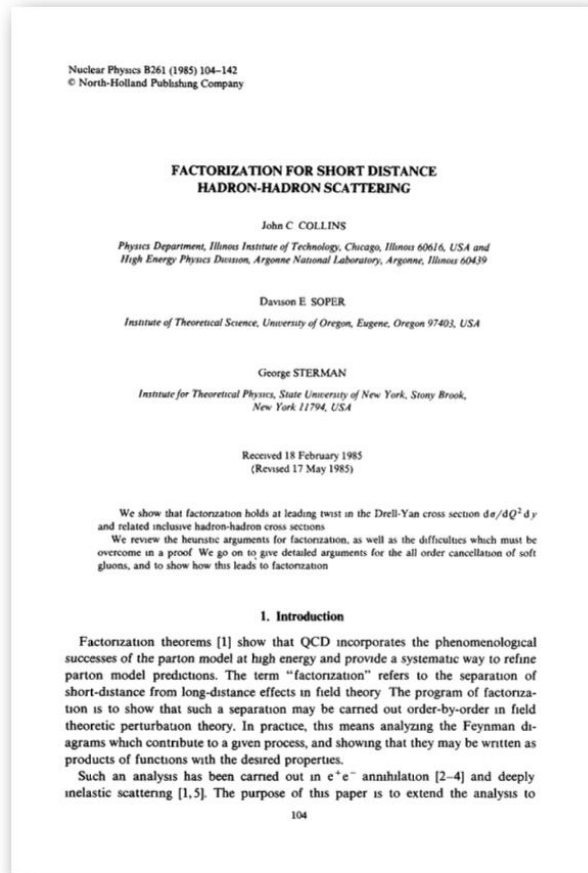 Nuclear Physics B261 (1985) 104–142
© North-Holland Publishing Company
FACTORIZATION FOR SHORT DISTANCE
HADRON-HADRON SCATTERING
John C COLLINS
Physics Department, Illinois Institute of Technology, Chicago, Illinois 60616, USA and
High Energy Physics Division, Argonne National Laboratory, Argonne, Illinois 60439
Davison E SOPER
Institute of Theoretical Science, University of Oregon, Eugene, Oregon 97403, USA
George STERMAN
Institute for Theoretical Physics, State University of New York, Stony Brook,
New York 11794, USA
Received 18 February 1985
(Revised 17 May 1985)
We show that factorization holds at leading twist in the Drell-Yan cross section dσ/dQ² dy
and related inclusive hadron-hadron cross sections
We review the heuristic arguments for factorization, as well as the difficulties which must be
overcome in a proof We go on to give detailed arguments for the all order cancellation of soft
gluons, and to show how this leads to factorization
1. Introduction
Factorization theorems [1] show that QCD incorporates the phenomenological
successes of the parton model at high energy and provide a systematic way to refine
parton model predictions. The term “factorization” refers to the separation of
short-distance from long-distance effects in field theory The program of factoriza-
tion is to show that such a separation may be carried out order-by-order in field
theoretic perturbation theory. In practice, this means analyzing the Feynman di-
agrams which contribute to a given process, and showing that they may be written as
products of functions with the desired properties.
Such an analysis has been carried out in e⁺e⁻ annihilation [2–4] and deeply
inelastic scattering [1, 5]. The purpose of this paper is to extend the analysis to
104